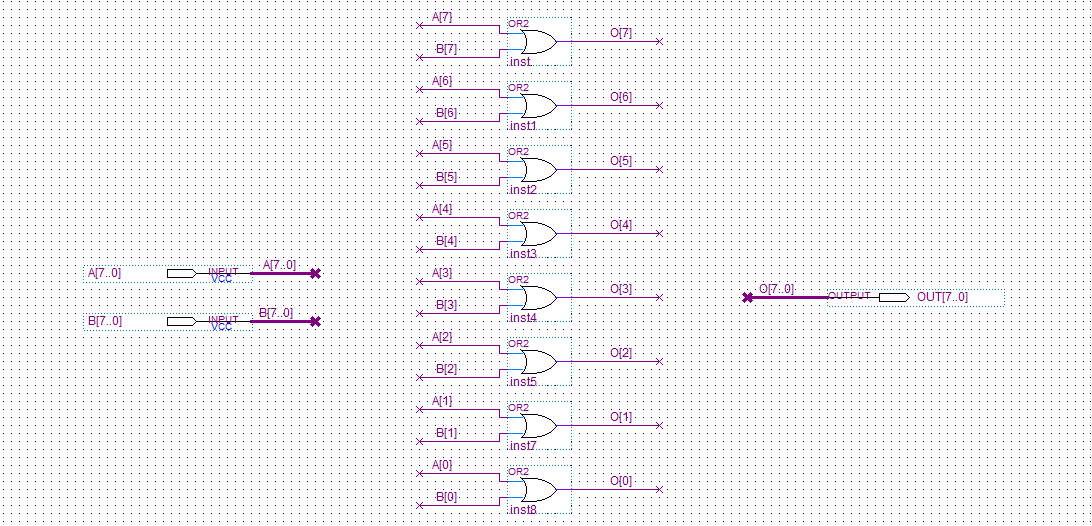 A[7]
OR2
O[7]
B[7]
inst
A[6]
OR2
O[6]
B[6]
inst1
A[5]
OR2
O[5]
B[5]
inst2
A[4]
OR2
O[4]
B[4]
inst3
A[7..0]
INPUT
VCC
A[7..0]
A[3]
OR2
O[3]
B[3]
inst4
B[7..0]
INPUT
VCC
B[7..0]
O[7..0]
OUTPUT
OUT[7..0]
A[2]
OR2
O[2]
B[2]
inst5
A[1]
OR2
O[1]
B[1]
inst7
A[0]
OR2
O[0]
B[0]
inst8